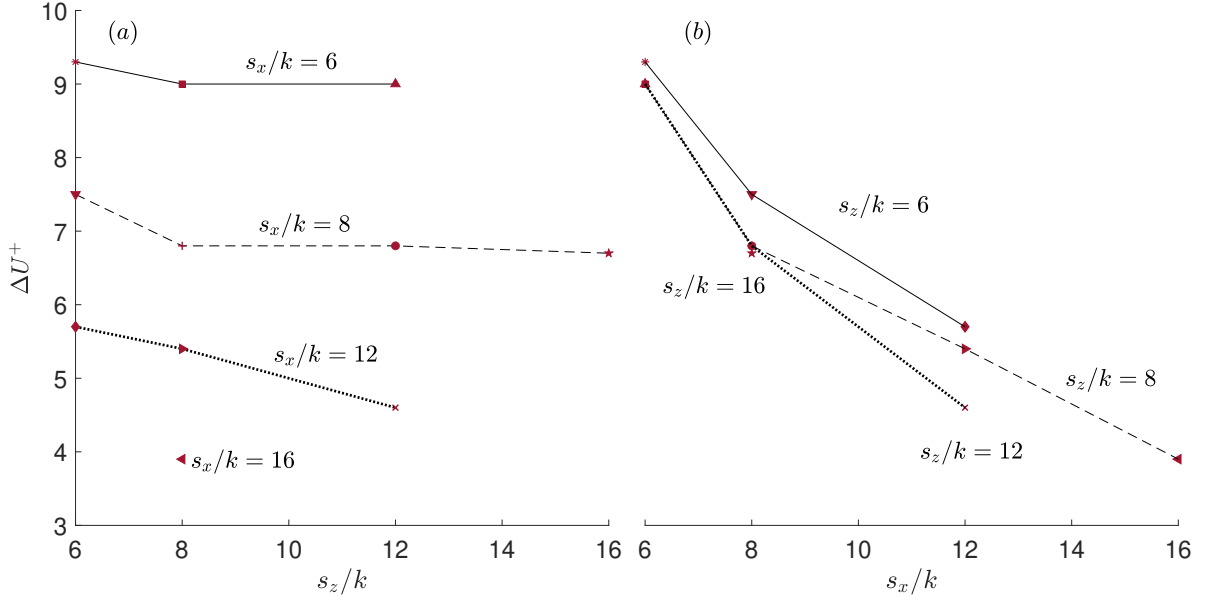 (a)
(b)
ΔU⁺
10
9
8
7
6
5
4
3
s_x/k = 6
s_x/k = 8
s_x/k = 12
s_x/k = 16
6
8
10
12
14
16
s_z/k
s_z/k = 6
s_z/k = 16
s_z/k = 8
s_z/k = 12
6
8
10
12
14
16
s_x/k